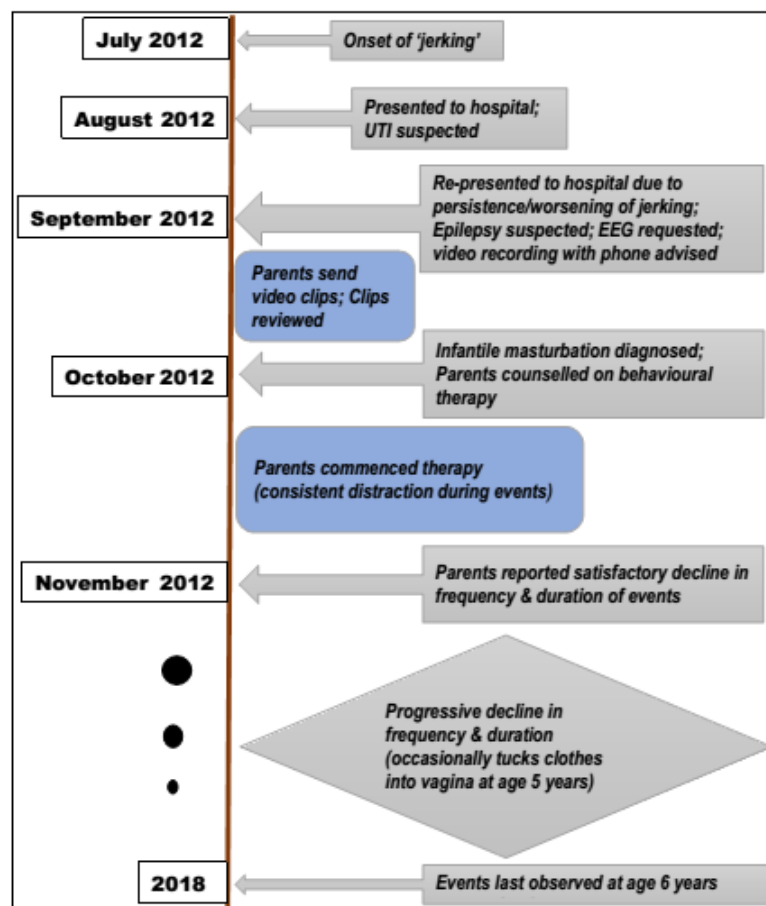 July 2012
Onset of ‘jerking’
August 2012
Presented to hospital;
UTI suspected
September 2012
Re-presented to hospital due to
persistence/worsening of jerking;
Epilepsy suspected; EEG requested;
video recording with phone advised
Parents send
video clips; Clips
reviewed
October 2012
Infantile masturbation diagnosed;
Parents counselled on behavioural
therapy
Parents commenced therapy
(consistent distraction during events)
November 2012
Parents reported satisfactory decline in
frequency & duration of events
Progressive decline in
frequency & duration
(occasionally tucks clothes
into vagina at age 5 years)
2018
Events last observed at age 6 years